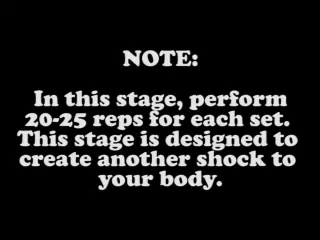 NOTE:
In this stage, perform
20-25 reps for each set.
This stage is designed to
create another shock to
your body.